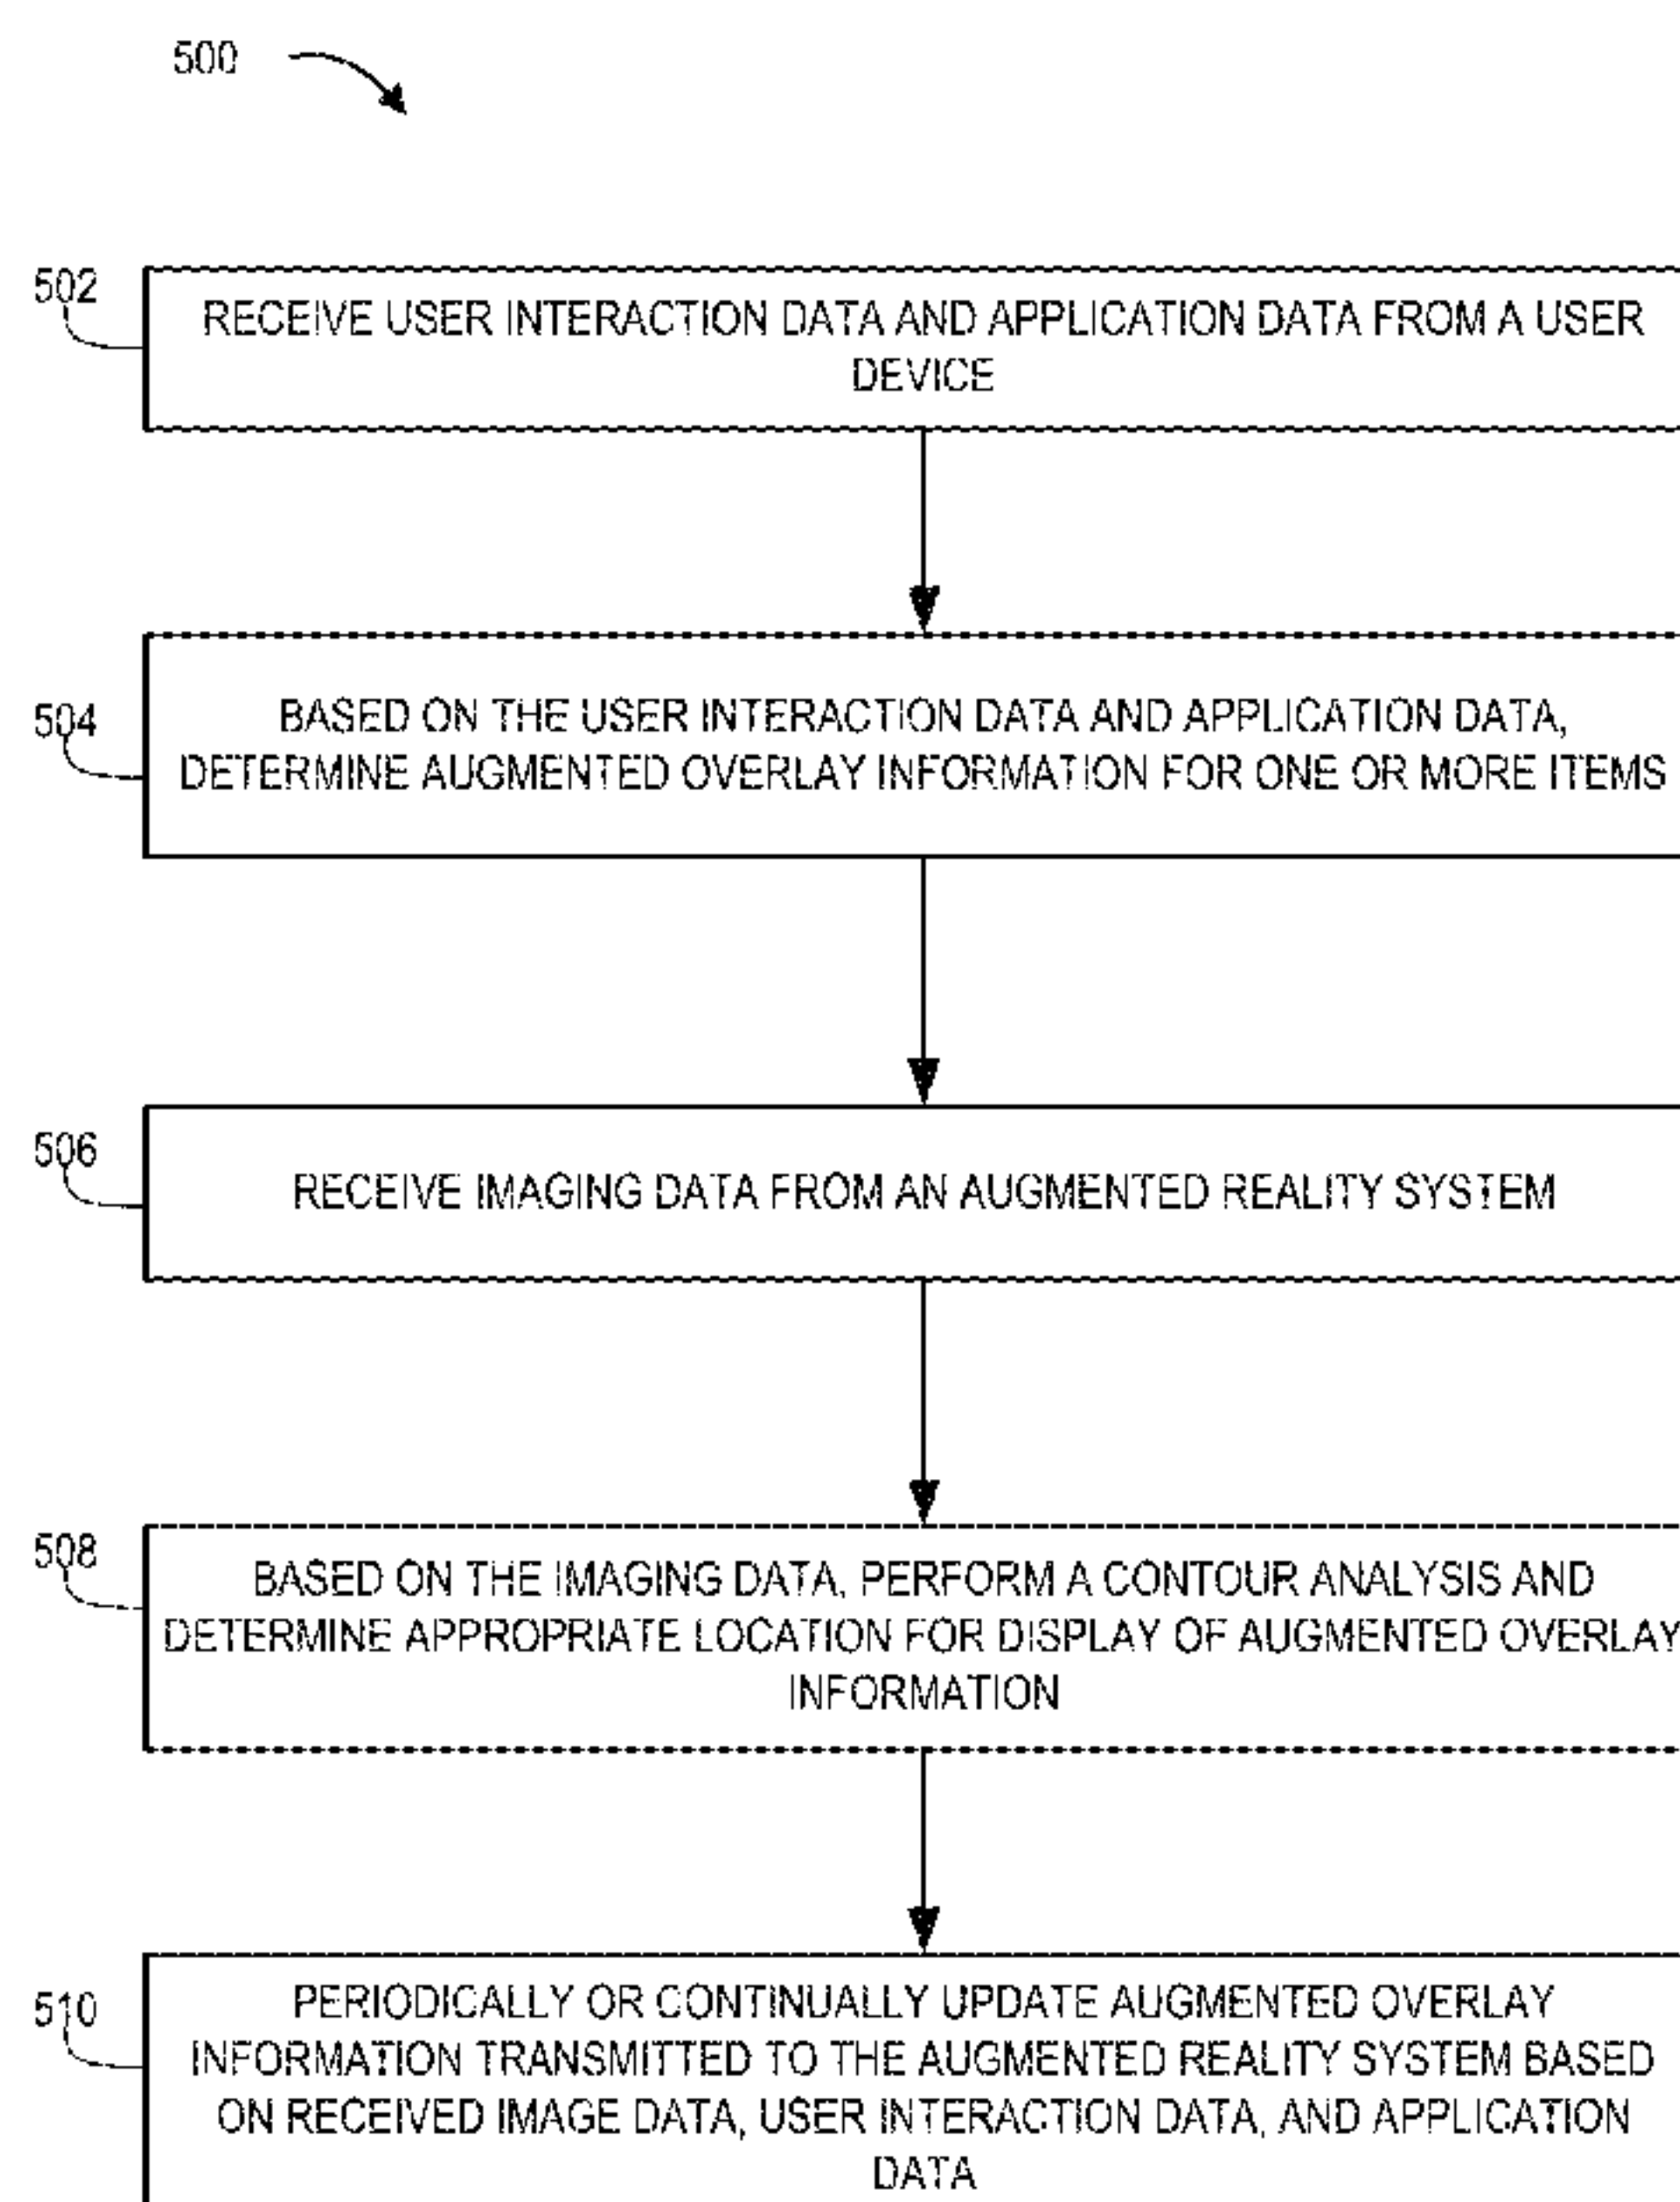 500
502
RECEIVE USER INTERACTION DATA AND APPLICATION DATA FROM A USER
DEVICE
504
BASED ON THE USER INTERACTION DATA AND APPLICATION DATA,
DETERMINE AUGMENTED OVERLAY INFORMATION FOR ONE OR MORE ITEMS
506
RECEIVE IMAGING DATA FROM AN AUGMENTED REALITY SYSTEM
508
BASED ON THE IMAGING DATA, PERFORM A CONTOUR ANALYSIS AND
DETERMINE APPROPRIATE LOCATION FOR DISPLAY OF AUGMENTED OVERLAY
INFORMATION
510
PERIODICALLY OR CONTINUALLY UPDATE AUGMENTED OVERLAY
INFORMATION TRANSMITTED TO THE AUGMENTED REALITY SYSTEM BASED
ON RECEIVED IMAGE DATA, USER INTERACTION DATA, AND APPLICATION
DATA